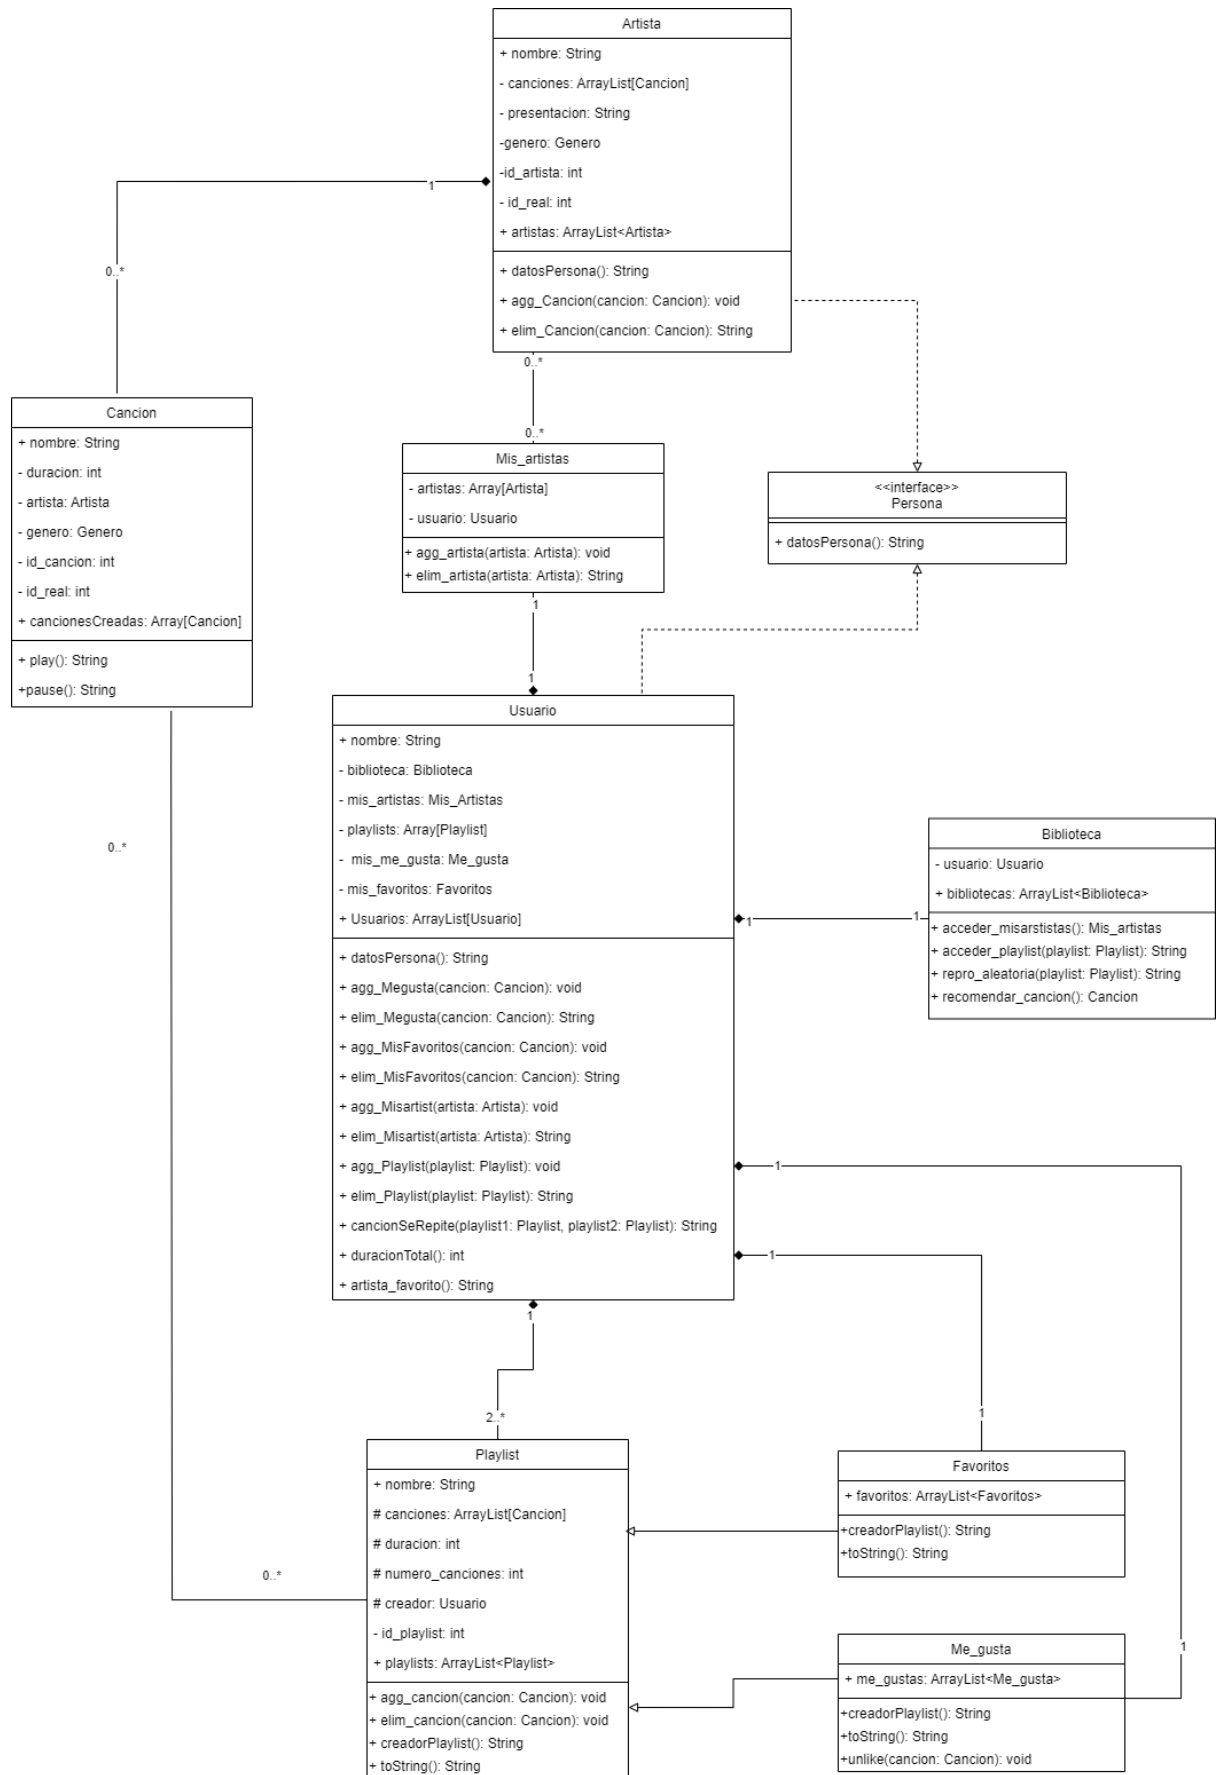 Artista
+ nombre: String
- canciones: ArrayList[Cancion]
- presentacion: String
-genero: Genero
-id_artista: int
- id_real: int
+ artistas: ArrayList<Artista>
+ datosPersona(): String
+ agg_Cancion(cancion: Cancion): void
+ elim_Cancion(cancion: Cancion): String
1
0..*
0..*
0..*
Cancion
+ nombre: String
- duracion: int
- artista: Artista
- genero: Genero
- id_cancion: int
- id_real: int
+ cancionesCreadas: Array[Cancion]
+ play(): String
+pause(): String
Mis_artistas
- artistas: Array[Artista]
- usuario: Usuario
+ agg_artista(artista: Artista): void
+ elim_artista(artista: Artista): String
<<interface>>
Persona
+ datosPersona(): String
1
1
Usuario
+ nombre: String
- biblioteca: Biblioteca
- mis_artistas: Mis_Artistas
- playlists: Array[Playlist]
- mis_me_gusta: Me_gusta
- mis_favoritos: Favoritos
+ Usuarios: ArrayList[Usuario]
+ datosPersona(): String
+ agg_Megusta(cancion: Cancion): void
+ elim_Megusta(cancion: Cancion): String
+ agg_MisFavoritos(cancion: Cancion): void
+ elim_MisFavoritos(cancion: Cancion): String
+ agg_Misartist(artista: Artista): void
+ elim_Misartist(artista: Artista): String
+ agg_Playlist(playlist: Playlist): void
+ elim_Playlist(playlist: Playlist): String
+ cancionSeRepite(playlist1: Playlist, playlist2: Playlist): String
+ duracionTotal(): int
+ artista_favorito(): String
0..*
1
1
Biblioteca
- usuario: Usuario
+ bibliotecas: ArrayList<Biblioteca>
+ acceder_misarstistas(): Mis_artistas
+ acceder_playlist(playlist: Playlist): String
+ repro_aleatoria(playlist: Playlist): String
+ recomendar_cancion(): Cancion
1
1
1
2..*
1
0..*
Playlist
+ nombre: String
# canciones: ArrayList[Cancion]
# duracion: int
# numero_canciones: int
# creador: Usuario
- id_playlist: int
+ playlists: ArrayList<Playlist>
+ agg_cancion(cancion: Cancion): void
+ elim_cancion(cancion: Cancion): void
+ creadorPlaylist(): String
+ toString(): String
Favoritos
+ favoritos: ArrayList<Favoritos>
+creadorPlaylist(): String
+toString(): String
1
Me_gusta
+ me_gustas: ArrayList<Me_gusta>
+creadorPlaylist(): String
+toString(): String
+unlike(cancion: Cancion): void